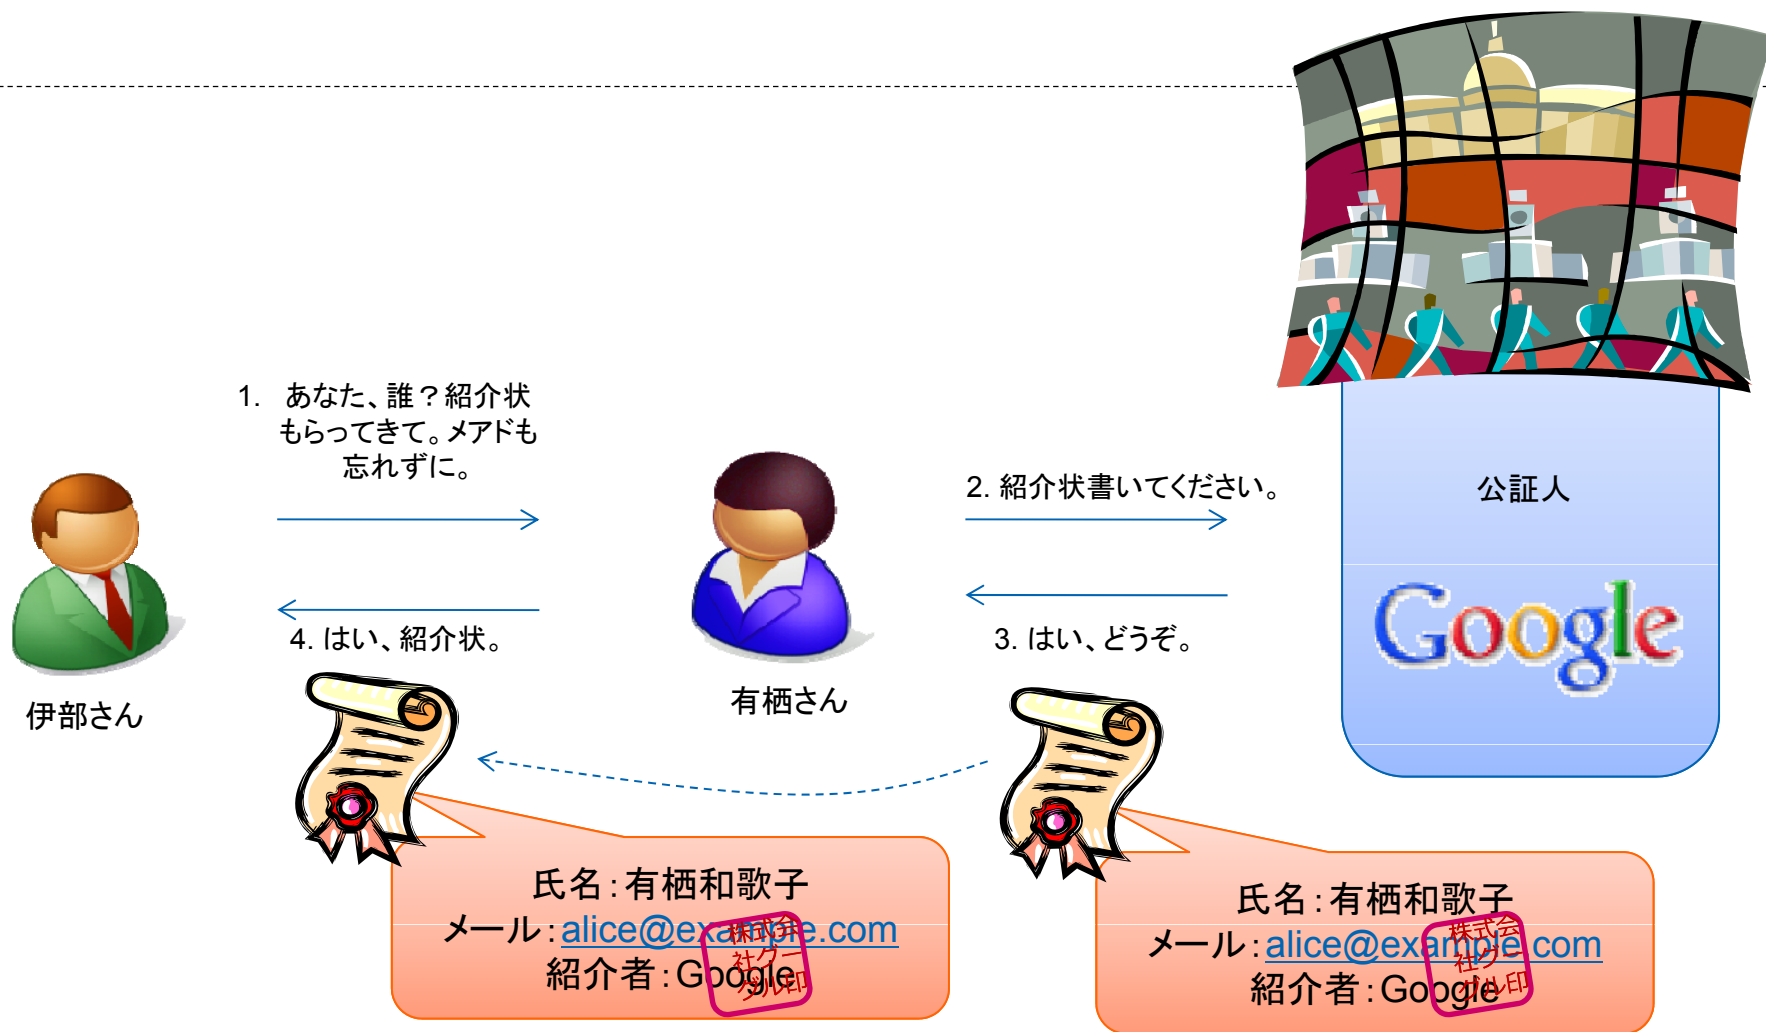 1. あなた、誰？紹介状
もらってきて。メアドも
忘れずに。
2. 紹介状書いてください。
公証人
Google
4. はい、紹介状。
3. はい、どうぞ。
伊部さん
有栖さん
氏名：有栖和歌子
メール：alice@example.com
紹介者：Google
株式会
社グー
グル印
氏名：有栖和歌子
メール：alice@example.com
紹介者：Google
株式会
社グー
グル印